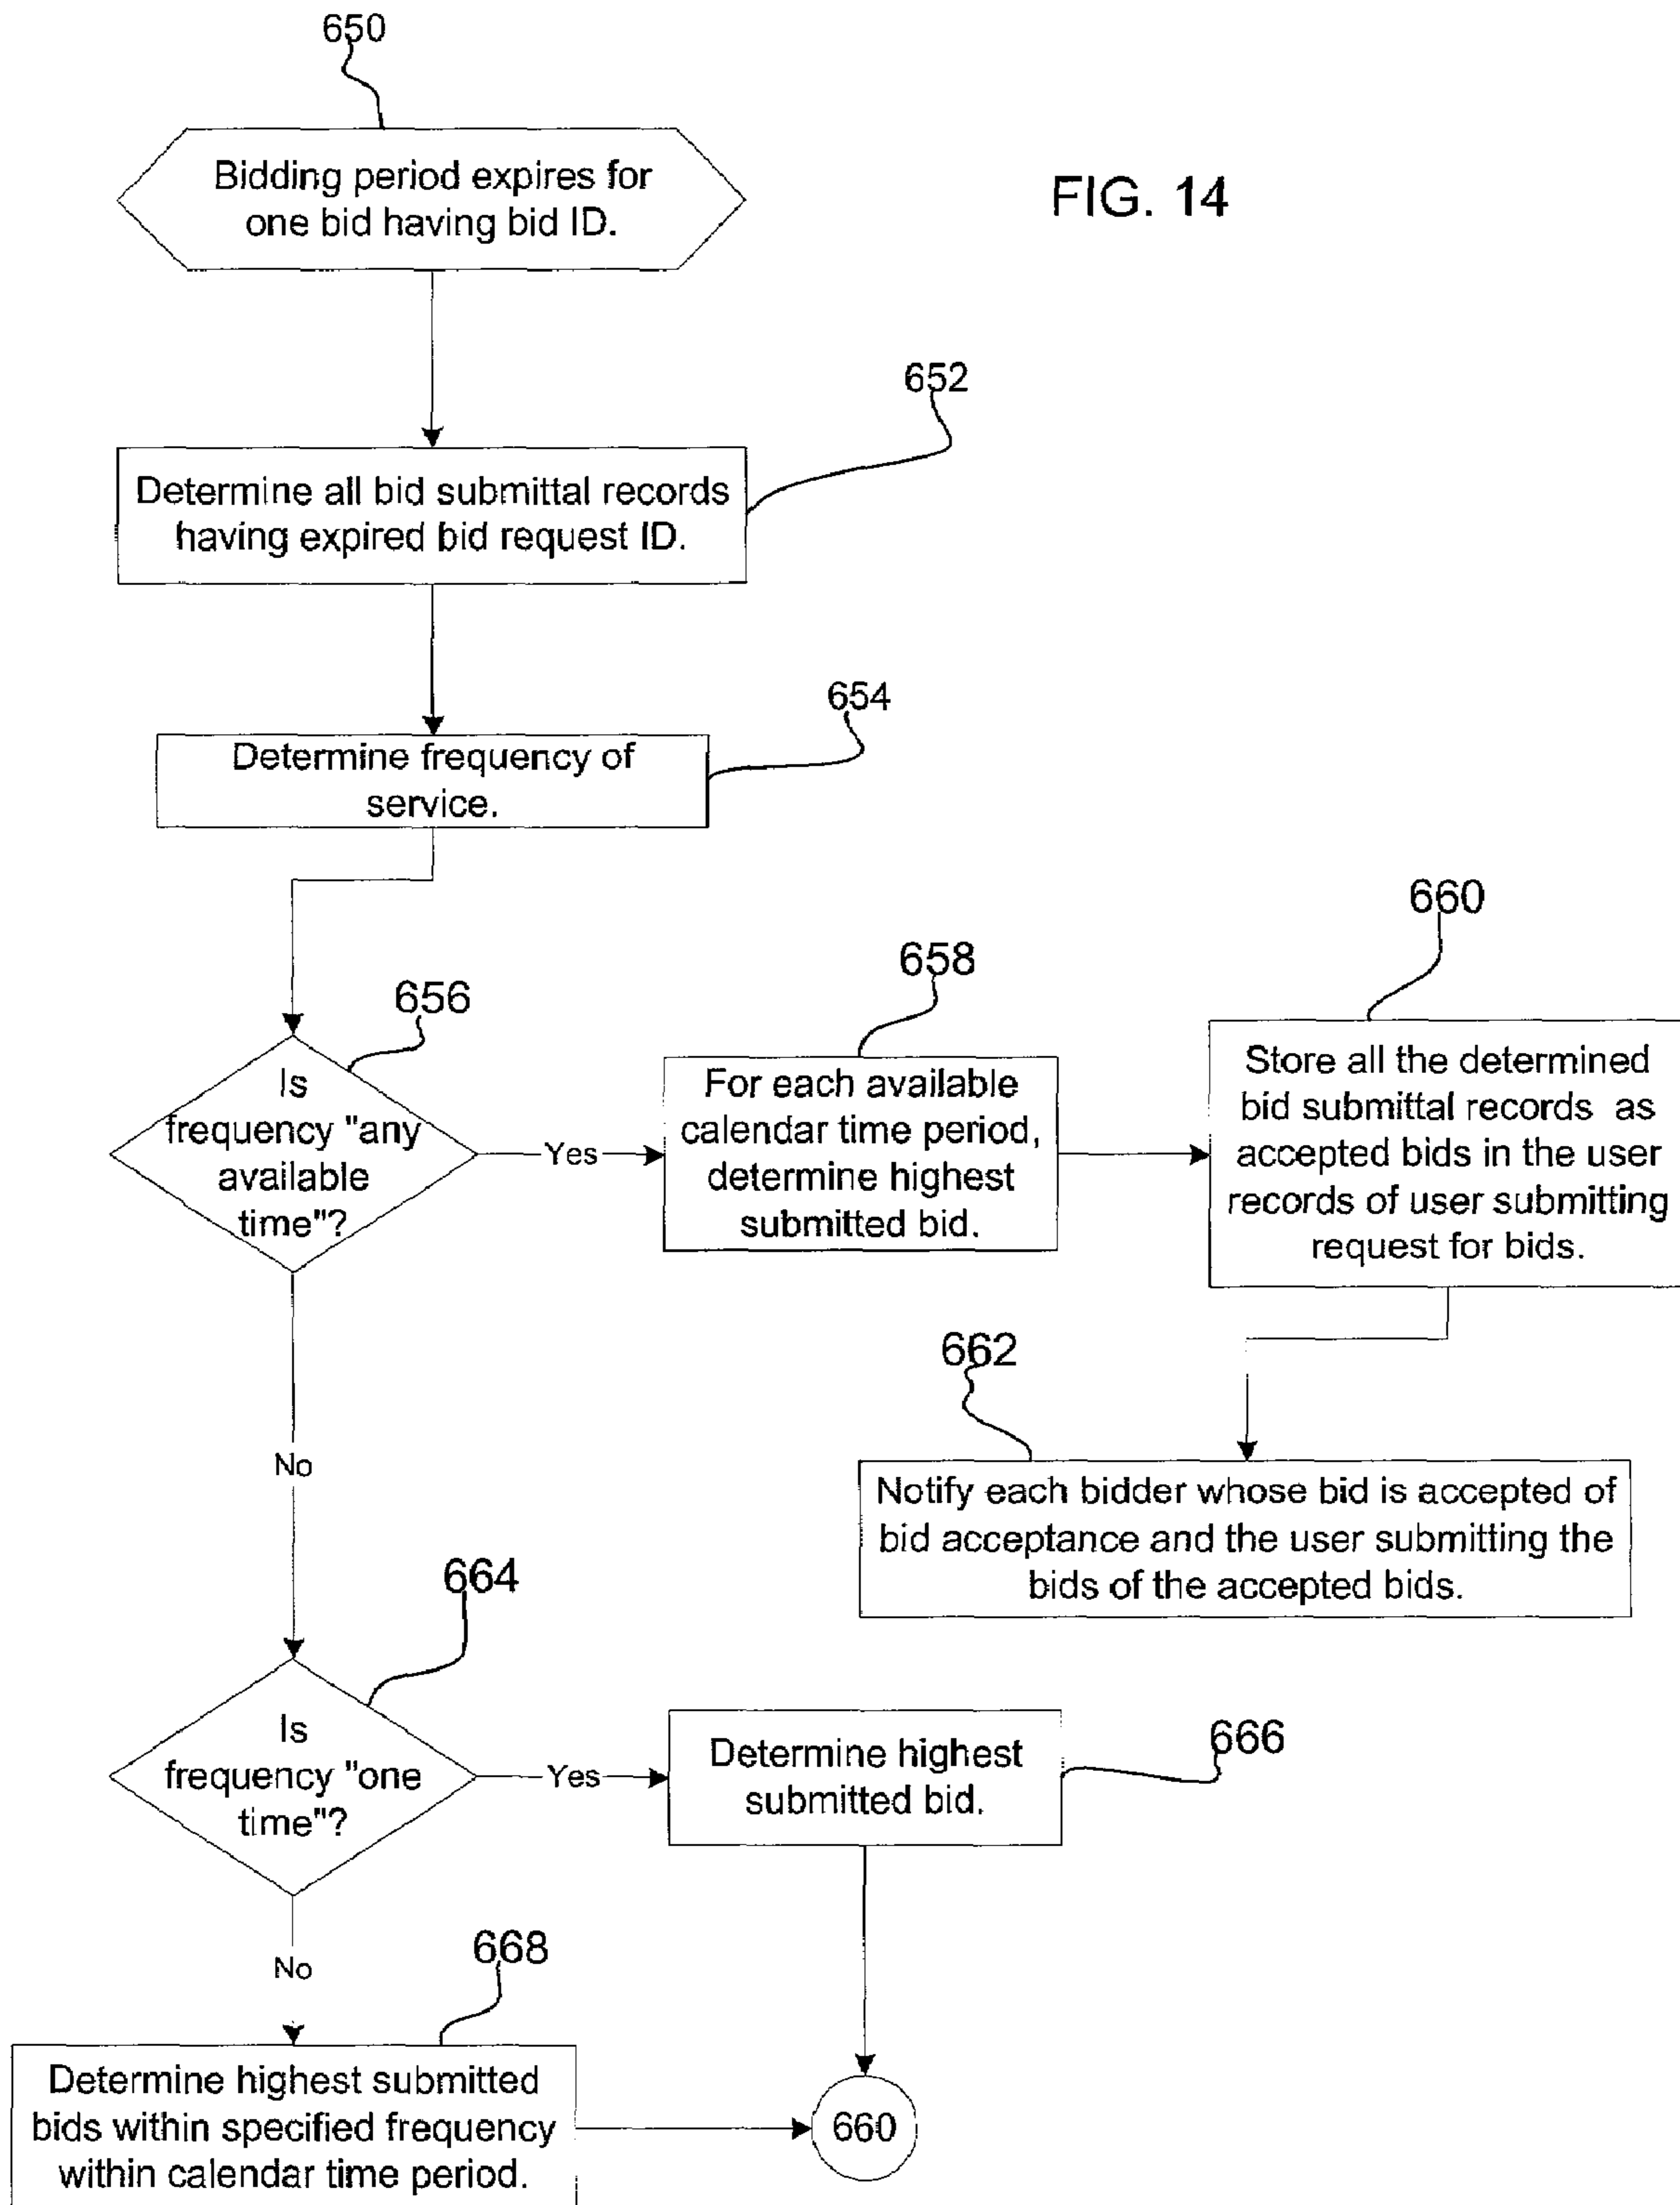 650
Bidding period expires for
one bid having bid ID.
FIG. 14
652
Determine all bid submittal records
having expired bid request ID.
654
Determine frequency of
service.
656
Is
frequency "any
available
time"?
Yes
658
For each available
calendar time period,
determine highest
submitted bid.
660
Store all the determined
bid submittal records as
accepted bids in the user
records of user submitting
request for bids.
662
Notify each bidder whose bid is accepted of
bid acceptance and the user submitting the
bids of the accepted bids.
No
664
Is
frequency "one
time"?
Yes
Determine highest
submitted bid.
666
No
668
Determine highest submitted
bids within specified frequency
within calendar time period.
660